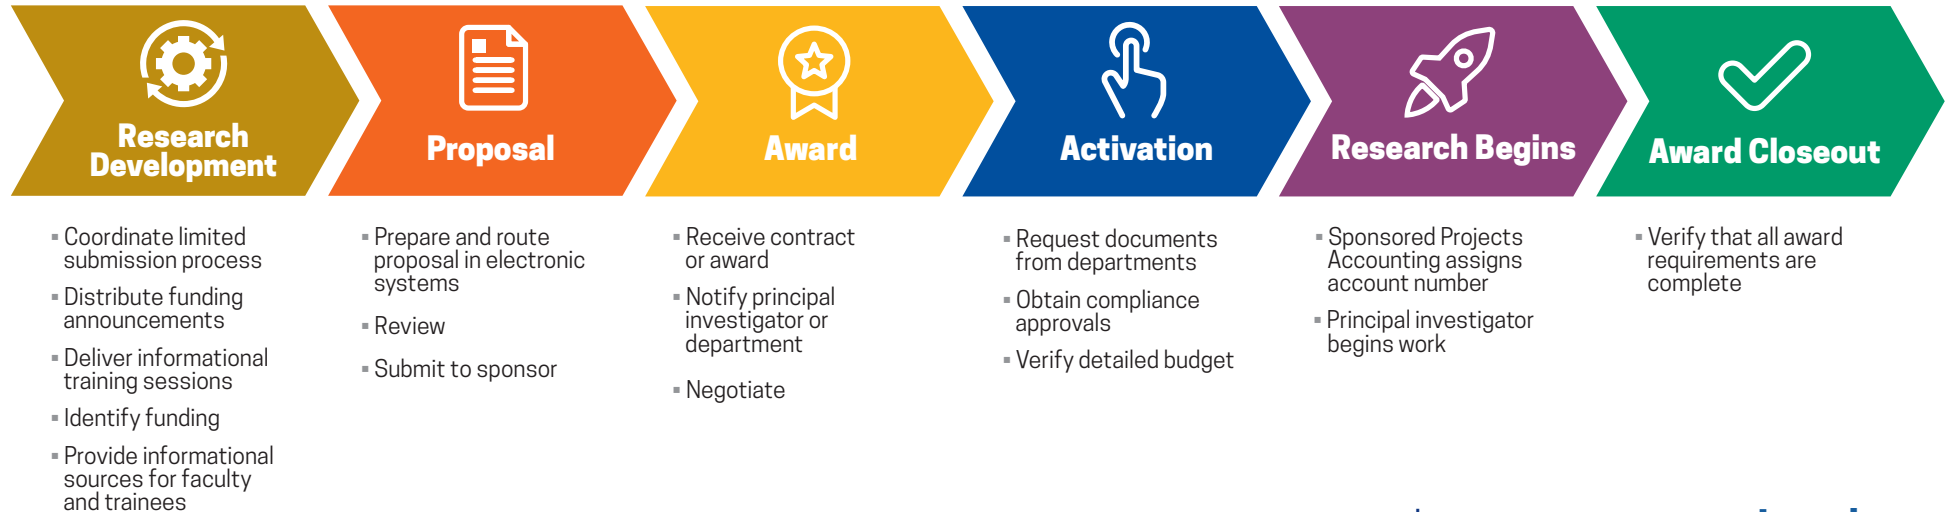 Research
Development
Proposal
Award
Activation
Research Begins
Award Closeout
▪ Coordinate limited
submission process
▪ Distribute funding
announcements
▪ Deliver informational
training sessions
▪ Identify funding
▪ Provide informational
sources for faculty
and trainees
▪ Prepare and route
proposal in electronic
systems
▪ Review
▪ Submit to sponsor
▪ Receive contract
or award
▪ Notify principal
investigator or
department
▪ Negotiate
▪ Request documents
from departments
▪ Obtain compliance
approvals
▪ Verify detailed budget
▪ Sponsored Projects
Accounting assigns
account number
▪ Principal investigator
begins work
▪ Verify that all award
requirements are
complete